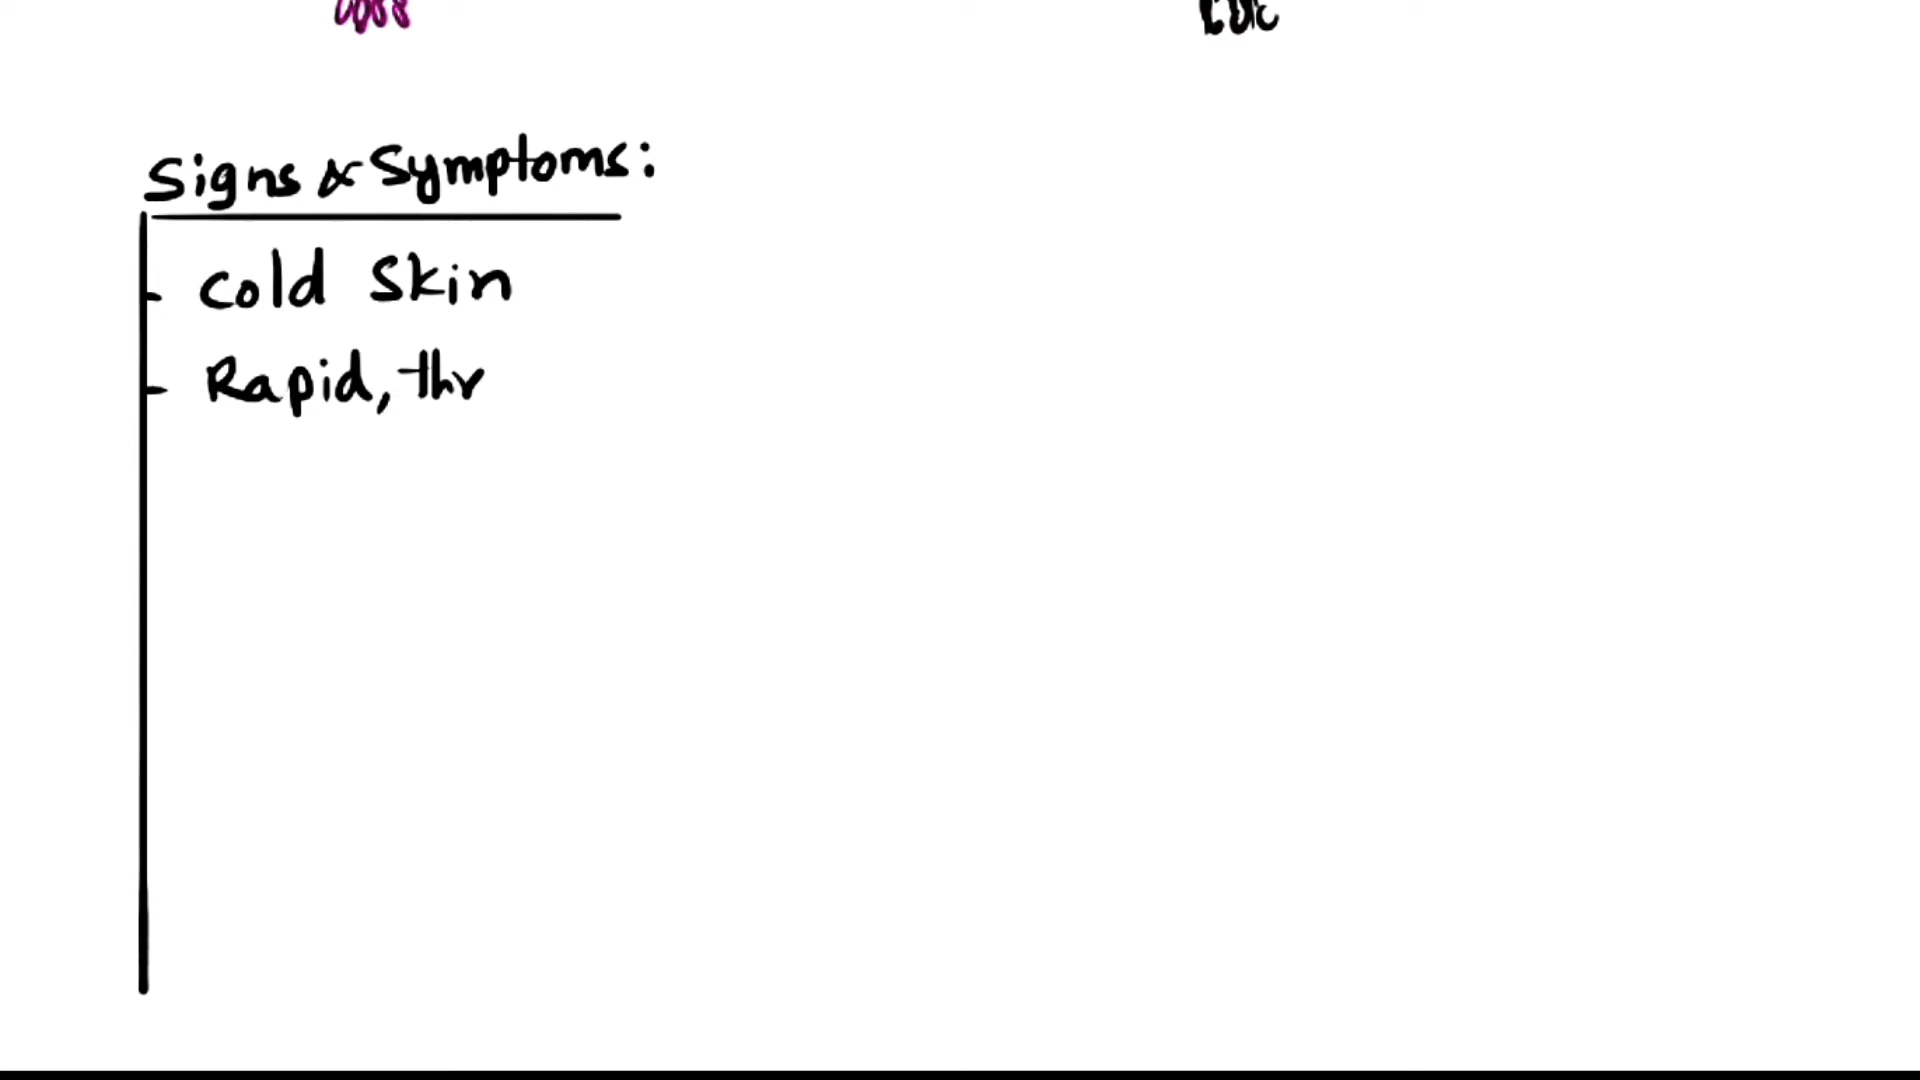 Signs & Symptoms:
- Cold Skin
- Rapid, thr